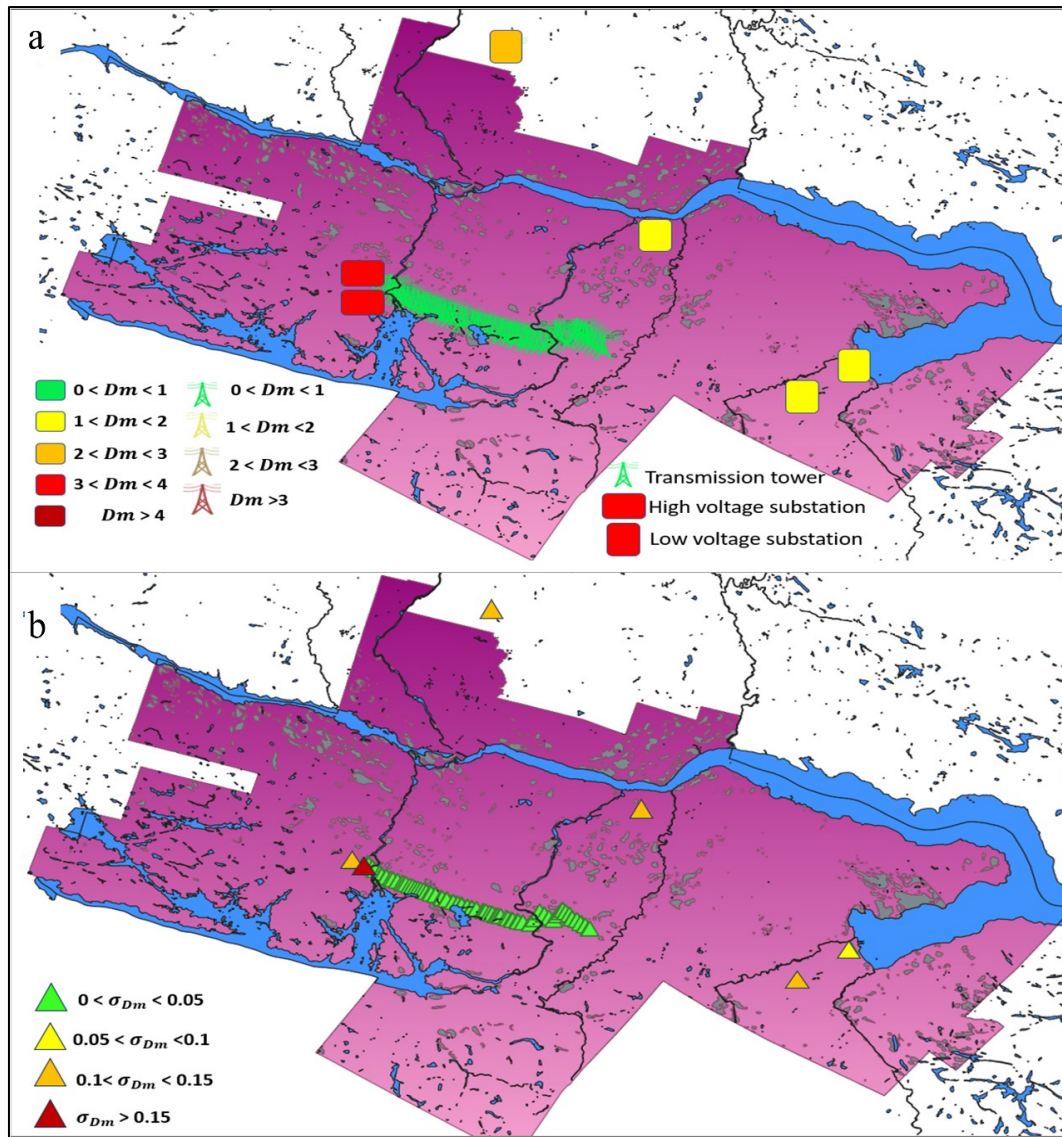 a
0 < Dm < 1
0 < Dm < 1
1 < Dm < 2
1 < Dm <2
2 < Dm < 3
2 < Dm <3
3 < Dm < 4
Dm >3
Dm > 4
Transmission tower
High voltage substation
Low voltage substation
b
0 < σDm < 0.05
0.05 < σDm <0.1
0.1< σDm < 0.15
σDm > 0.15